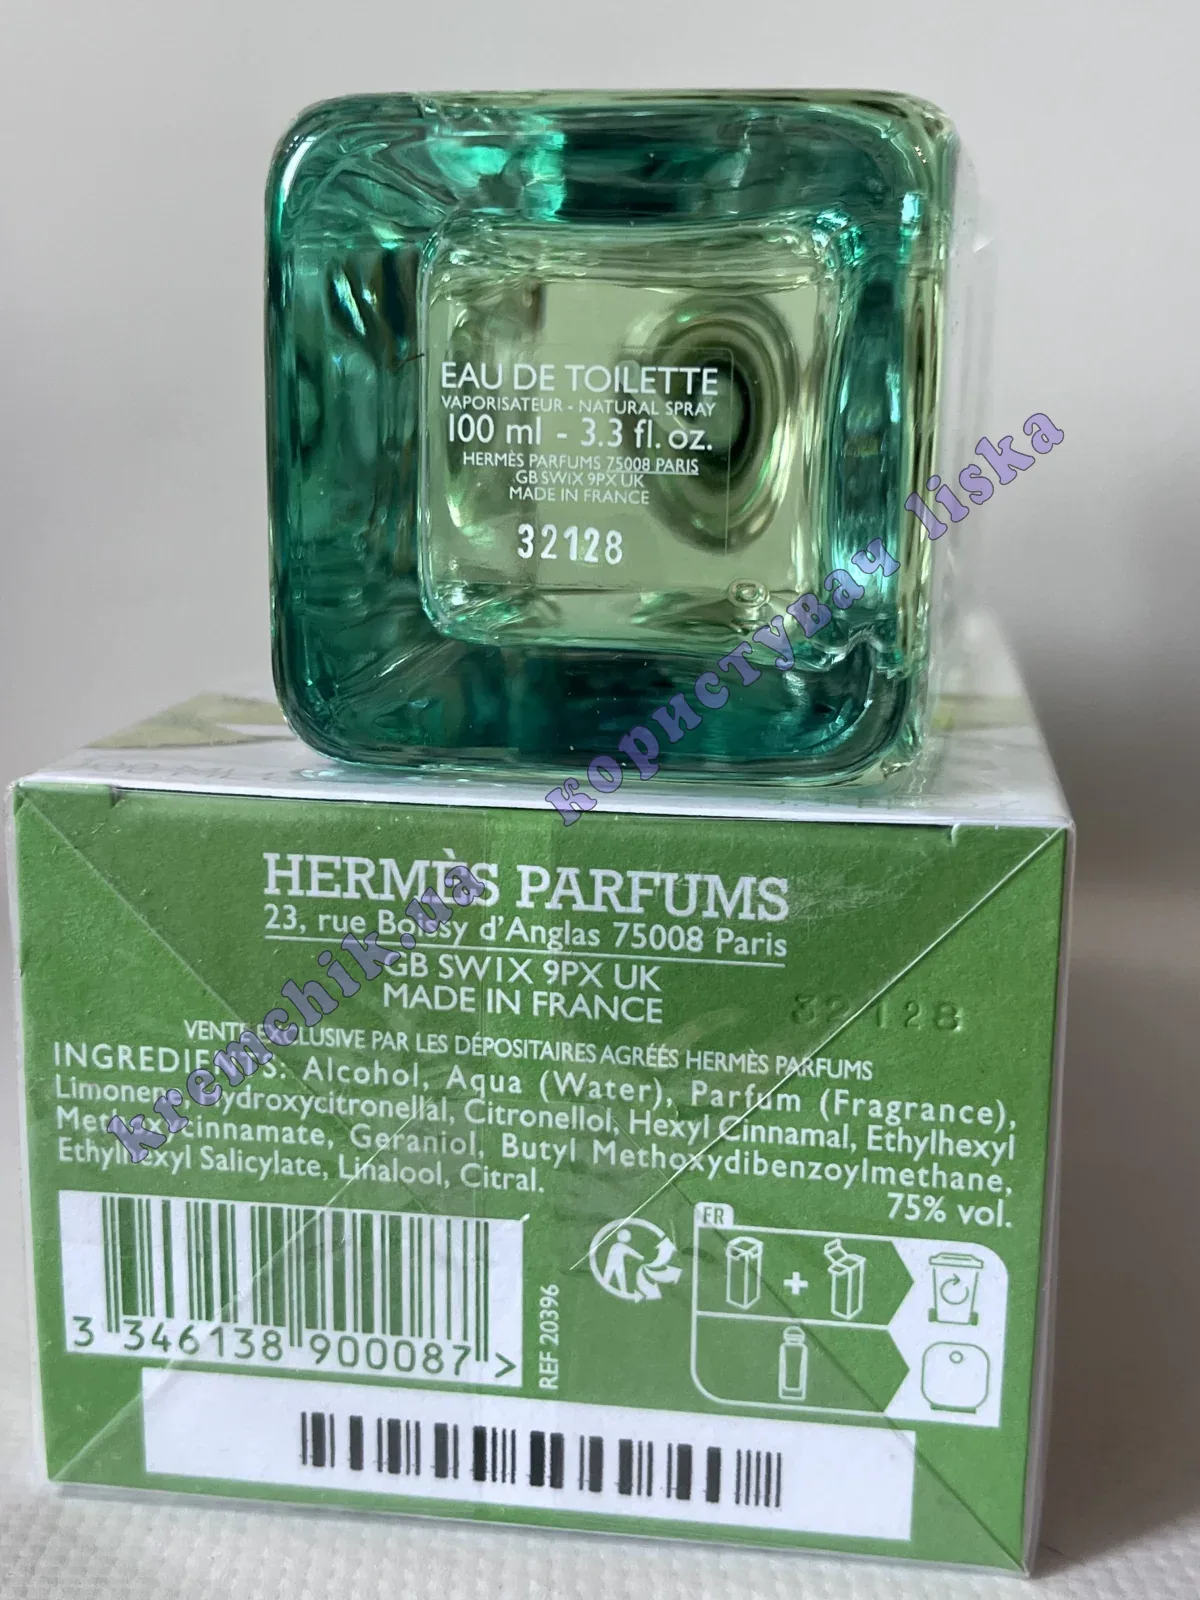 EAU DE TOILETTE
VAPORISATEUR - NATURAL SPRAY
100 ml - 3.3 fl. oz.
HERMÈS PARFUMS 75008 PARIS
GB SWIX 9PX UK
MADE IN FRANCE
32128
користувач liska
kremchik.ua
HERMÈS PARFUMS
23, rue Boissy d'Anglas 75008 Paris
GB SWIX 9PX UK
MADE IN FRANCE
32128
VENTE EXCLUSIVE PAR LES DÉPOSITAIRES AGRÉÉS HERMÈS PARFUMS
INGREDIENTS: Alcohol, Aqua (Water), Parfum (Fragrance),
Limonene, Hydroxycitronellal, Citronellol, Hexyl Cinnamal, Ethylhexyl
Methoxycinnamate, Geraniol, Butyl Methoxydibenzoylmethane,
Ethylhexyl Salicylate, Linalool, Citral.
75% vol.
FR
+
3 346138 900087 >
REF 20396